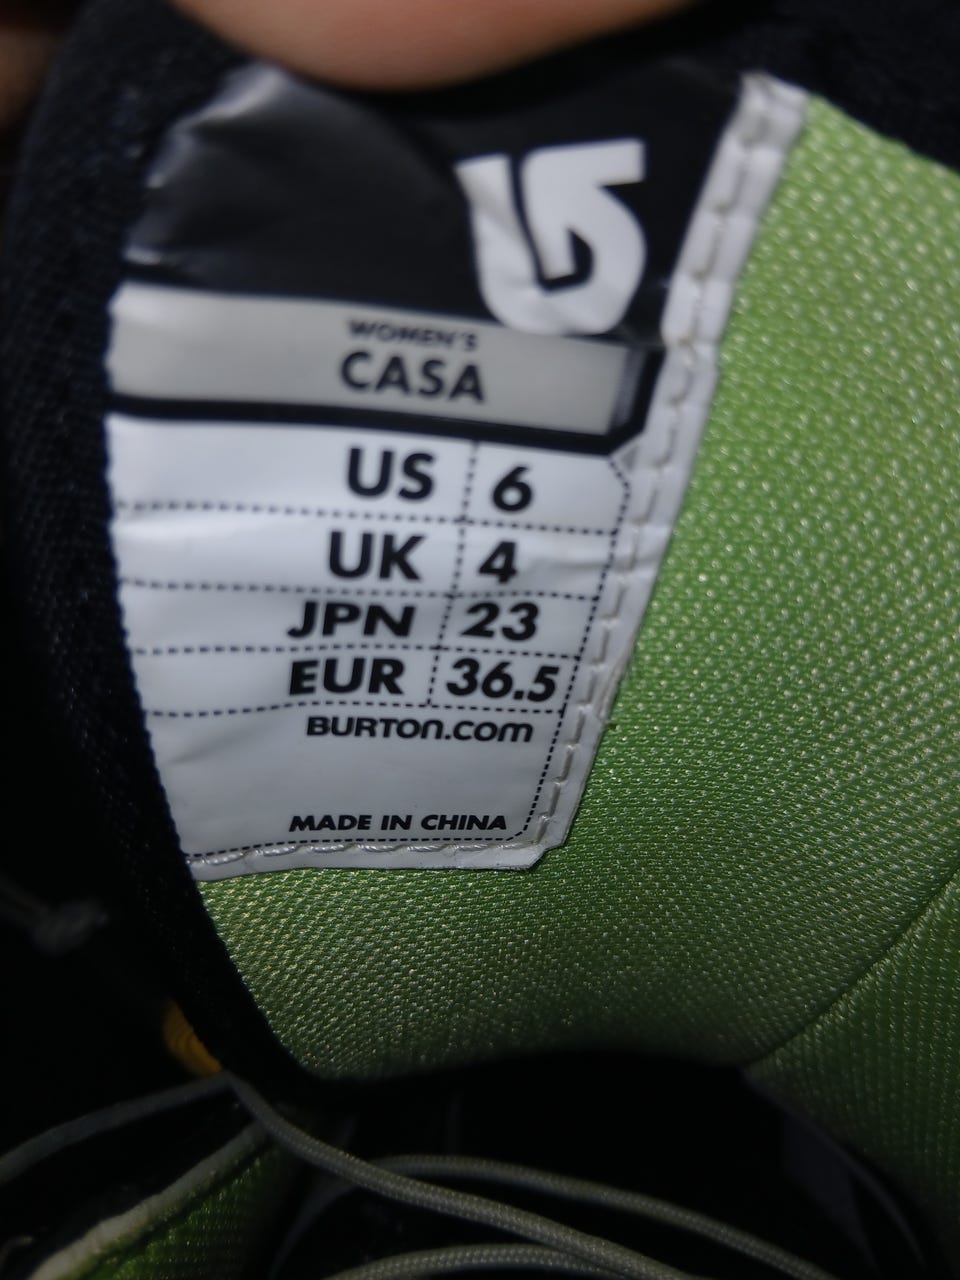 WOMEN'S
CASA
US 6
UK 4
JPN 23
EUR 36.5
BURTON.COM
MADE IN CHINA